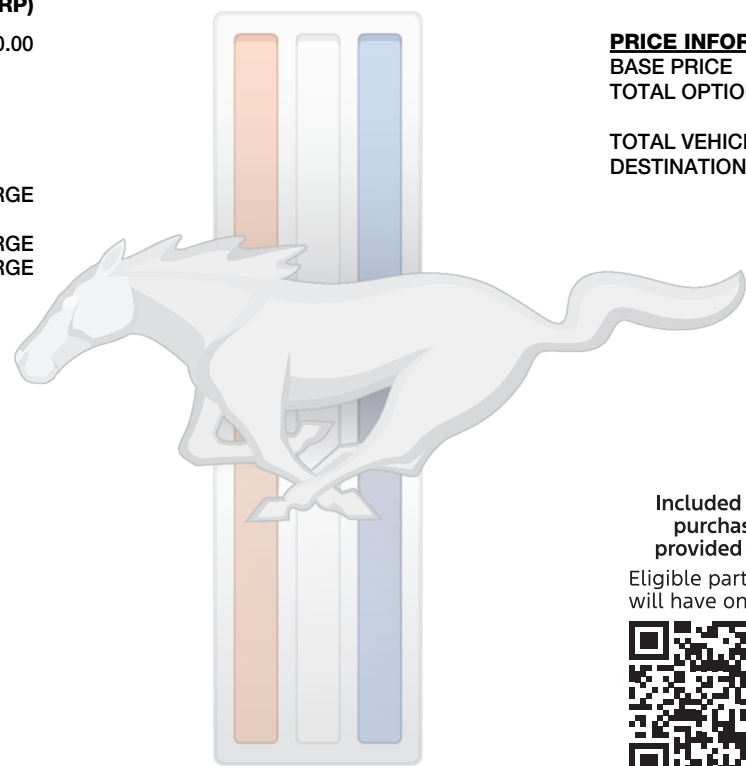 RP)
0.00
RGE
RGE
RGE
PRICE INFOR
BASE PRICE
TOTAL OPTIO
TOTAL VEHIC
DESTINATION
Included
purchas
provided
Eligible part
will have on